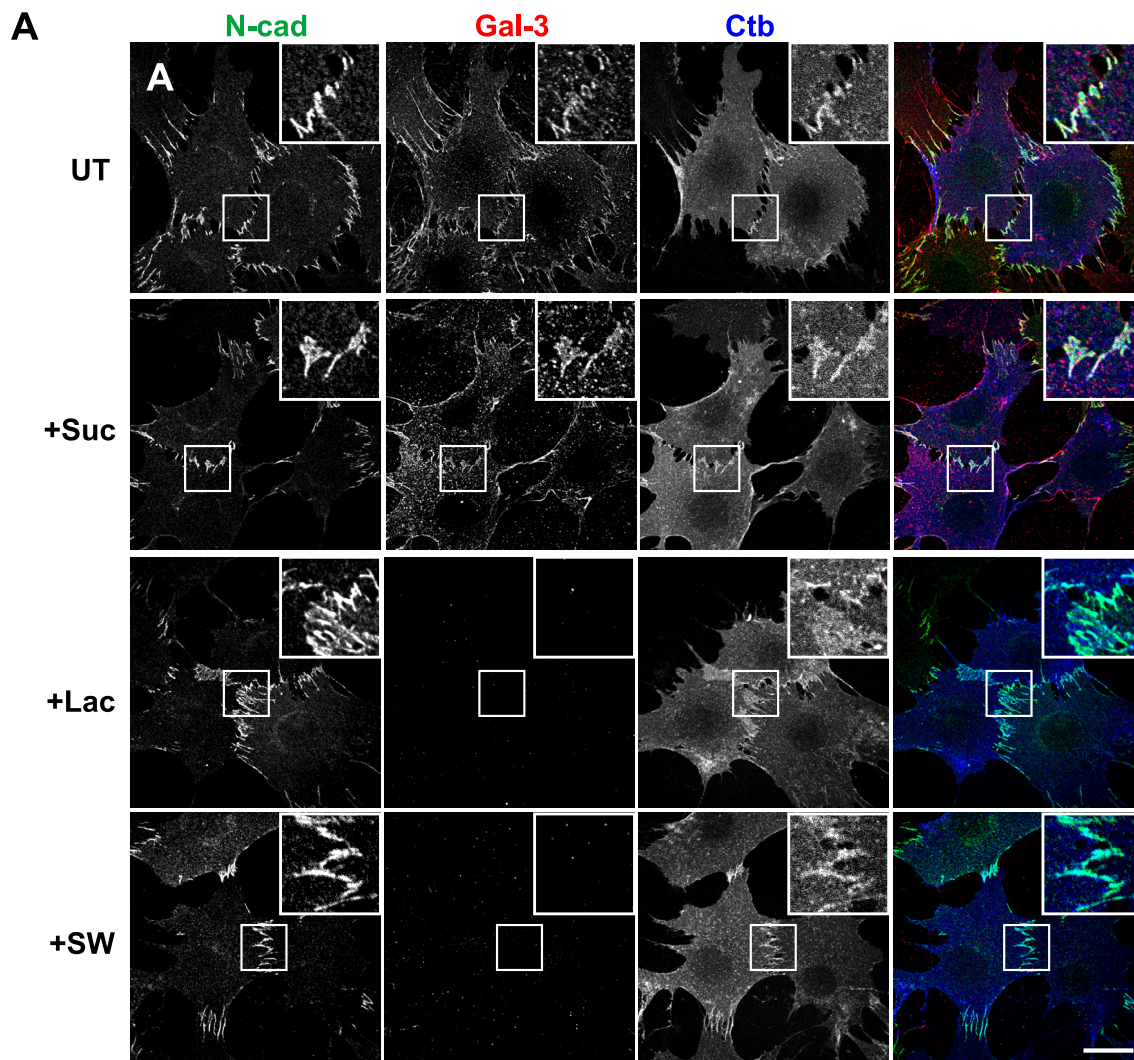 A
N-cad Gal-3 Ctb
A
UT
+Suc
+Lac
+SW